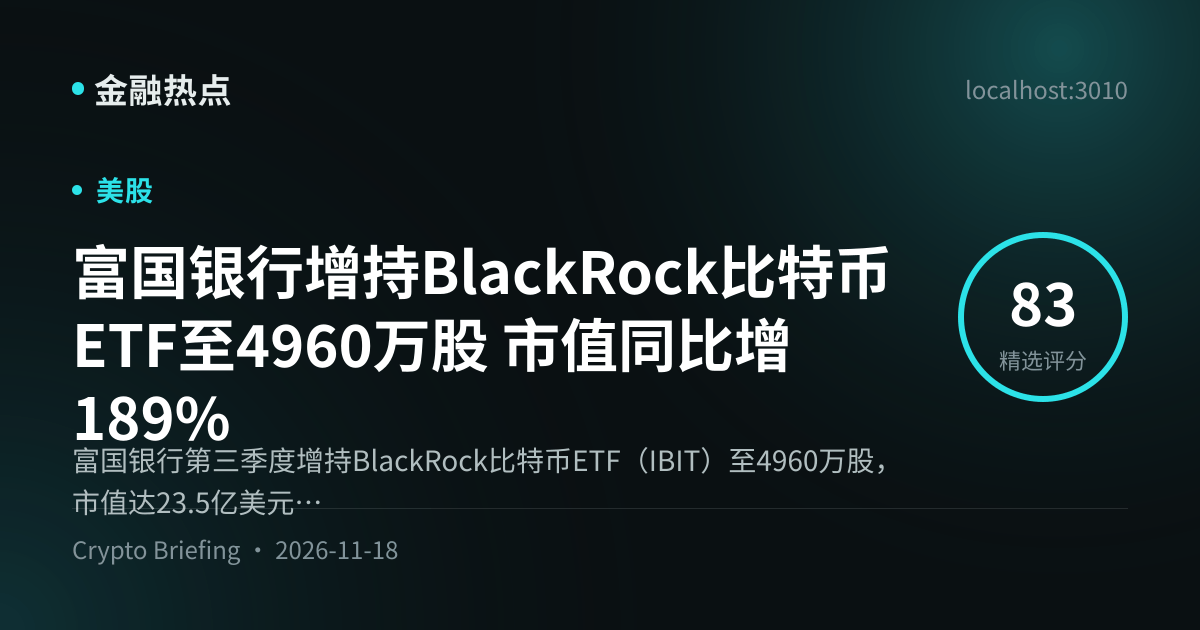 金融热点
localhost:3010
美股
富国银行增持BlackRock比特币
ETF至4960万股 市值同比增
189%
83
精选评分
富国银行第三季度增持BlackRock比特币ETF（IBIT）至4960万股，
市值达23.5亿美元…
Crypto Briefing · 2026-11-18